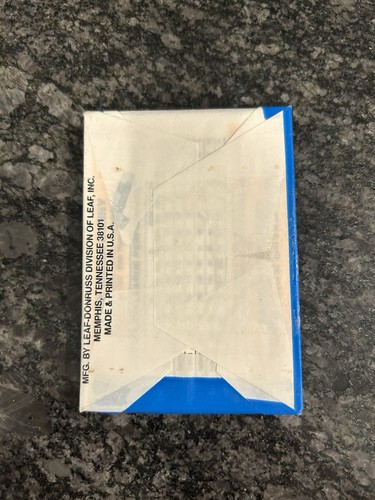 MFG. BY LEAF-DONRUSS DIVISION OF LEAF, INC.
MEMPHIS, TENNESSEE 38101
MADE & PRINTED IN U.S.A.